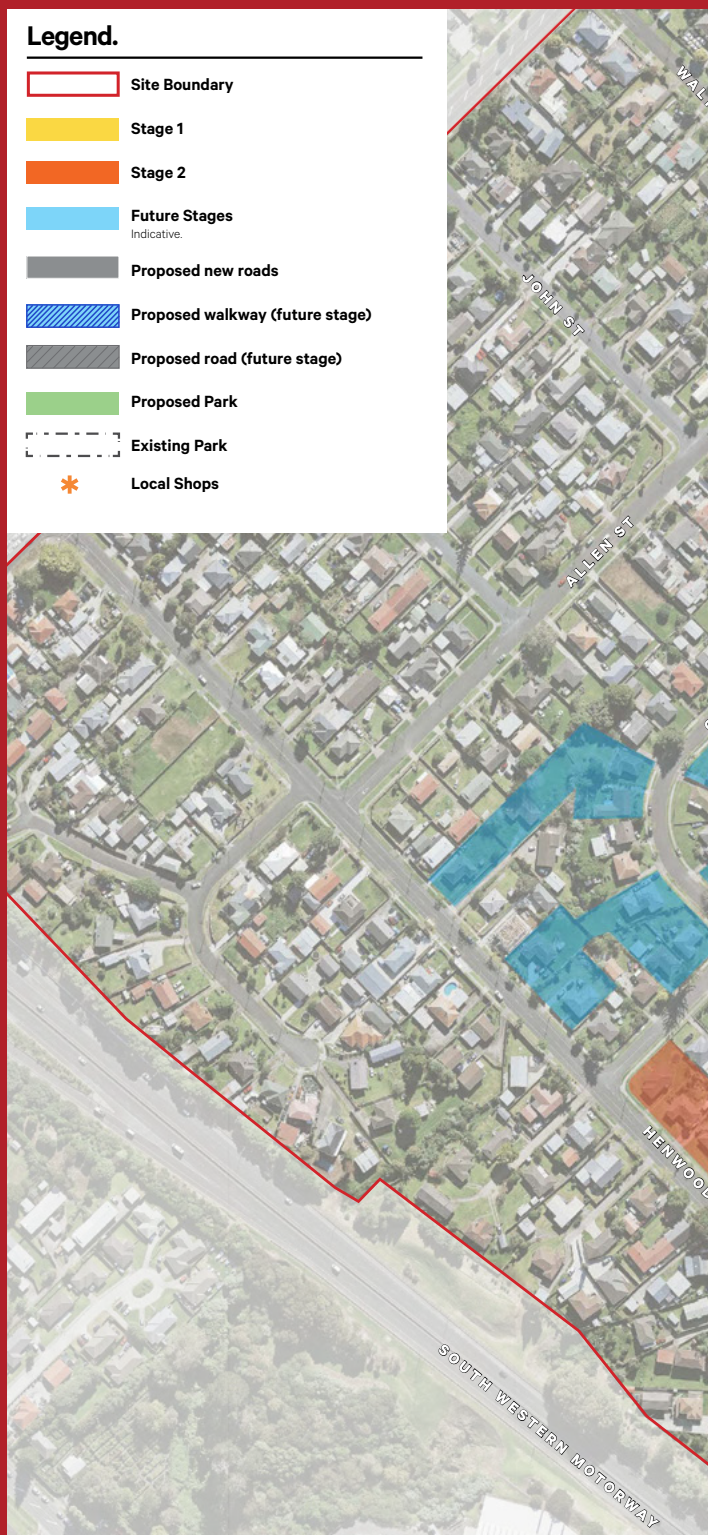 Legend.
Site Boundary
Stage 1
Stage 2
Future Stages
Indicative.
Proposed new roads
Proposed walkway (future stage)
Proposed road (future stage)
Proposed Park
Existing Park
Local Shops
JOHN ST
ALLEN ST
HENWOOD
SOUTH WESTERN MOTORWAY